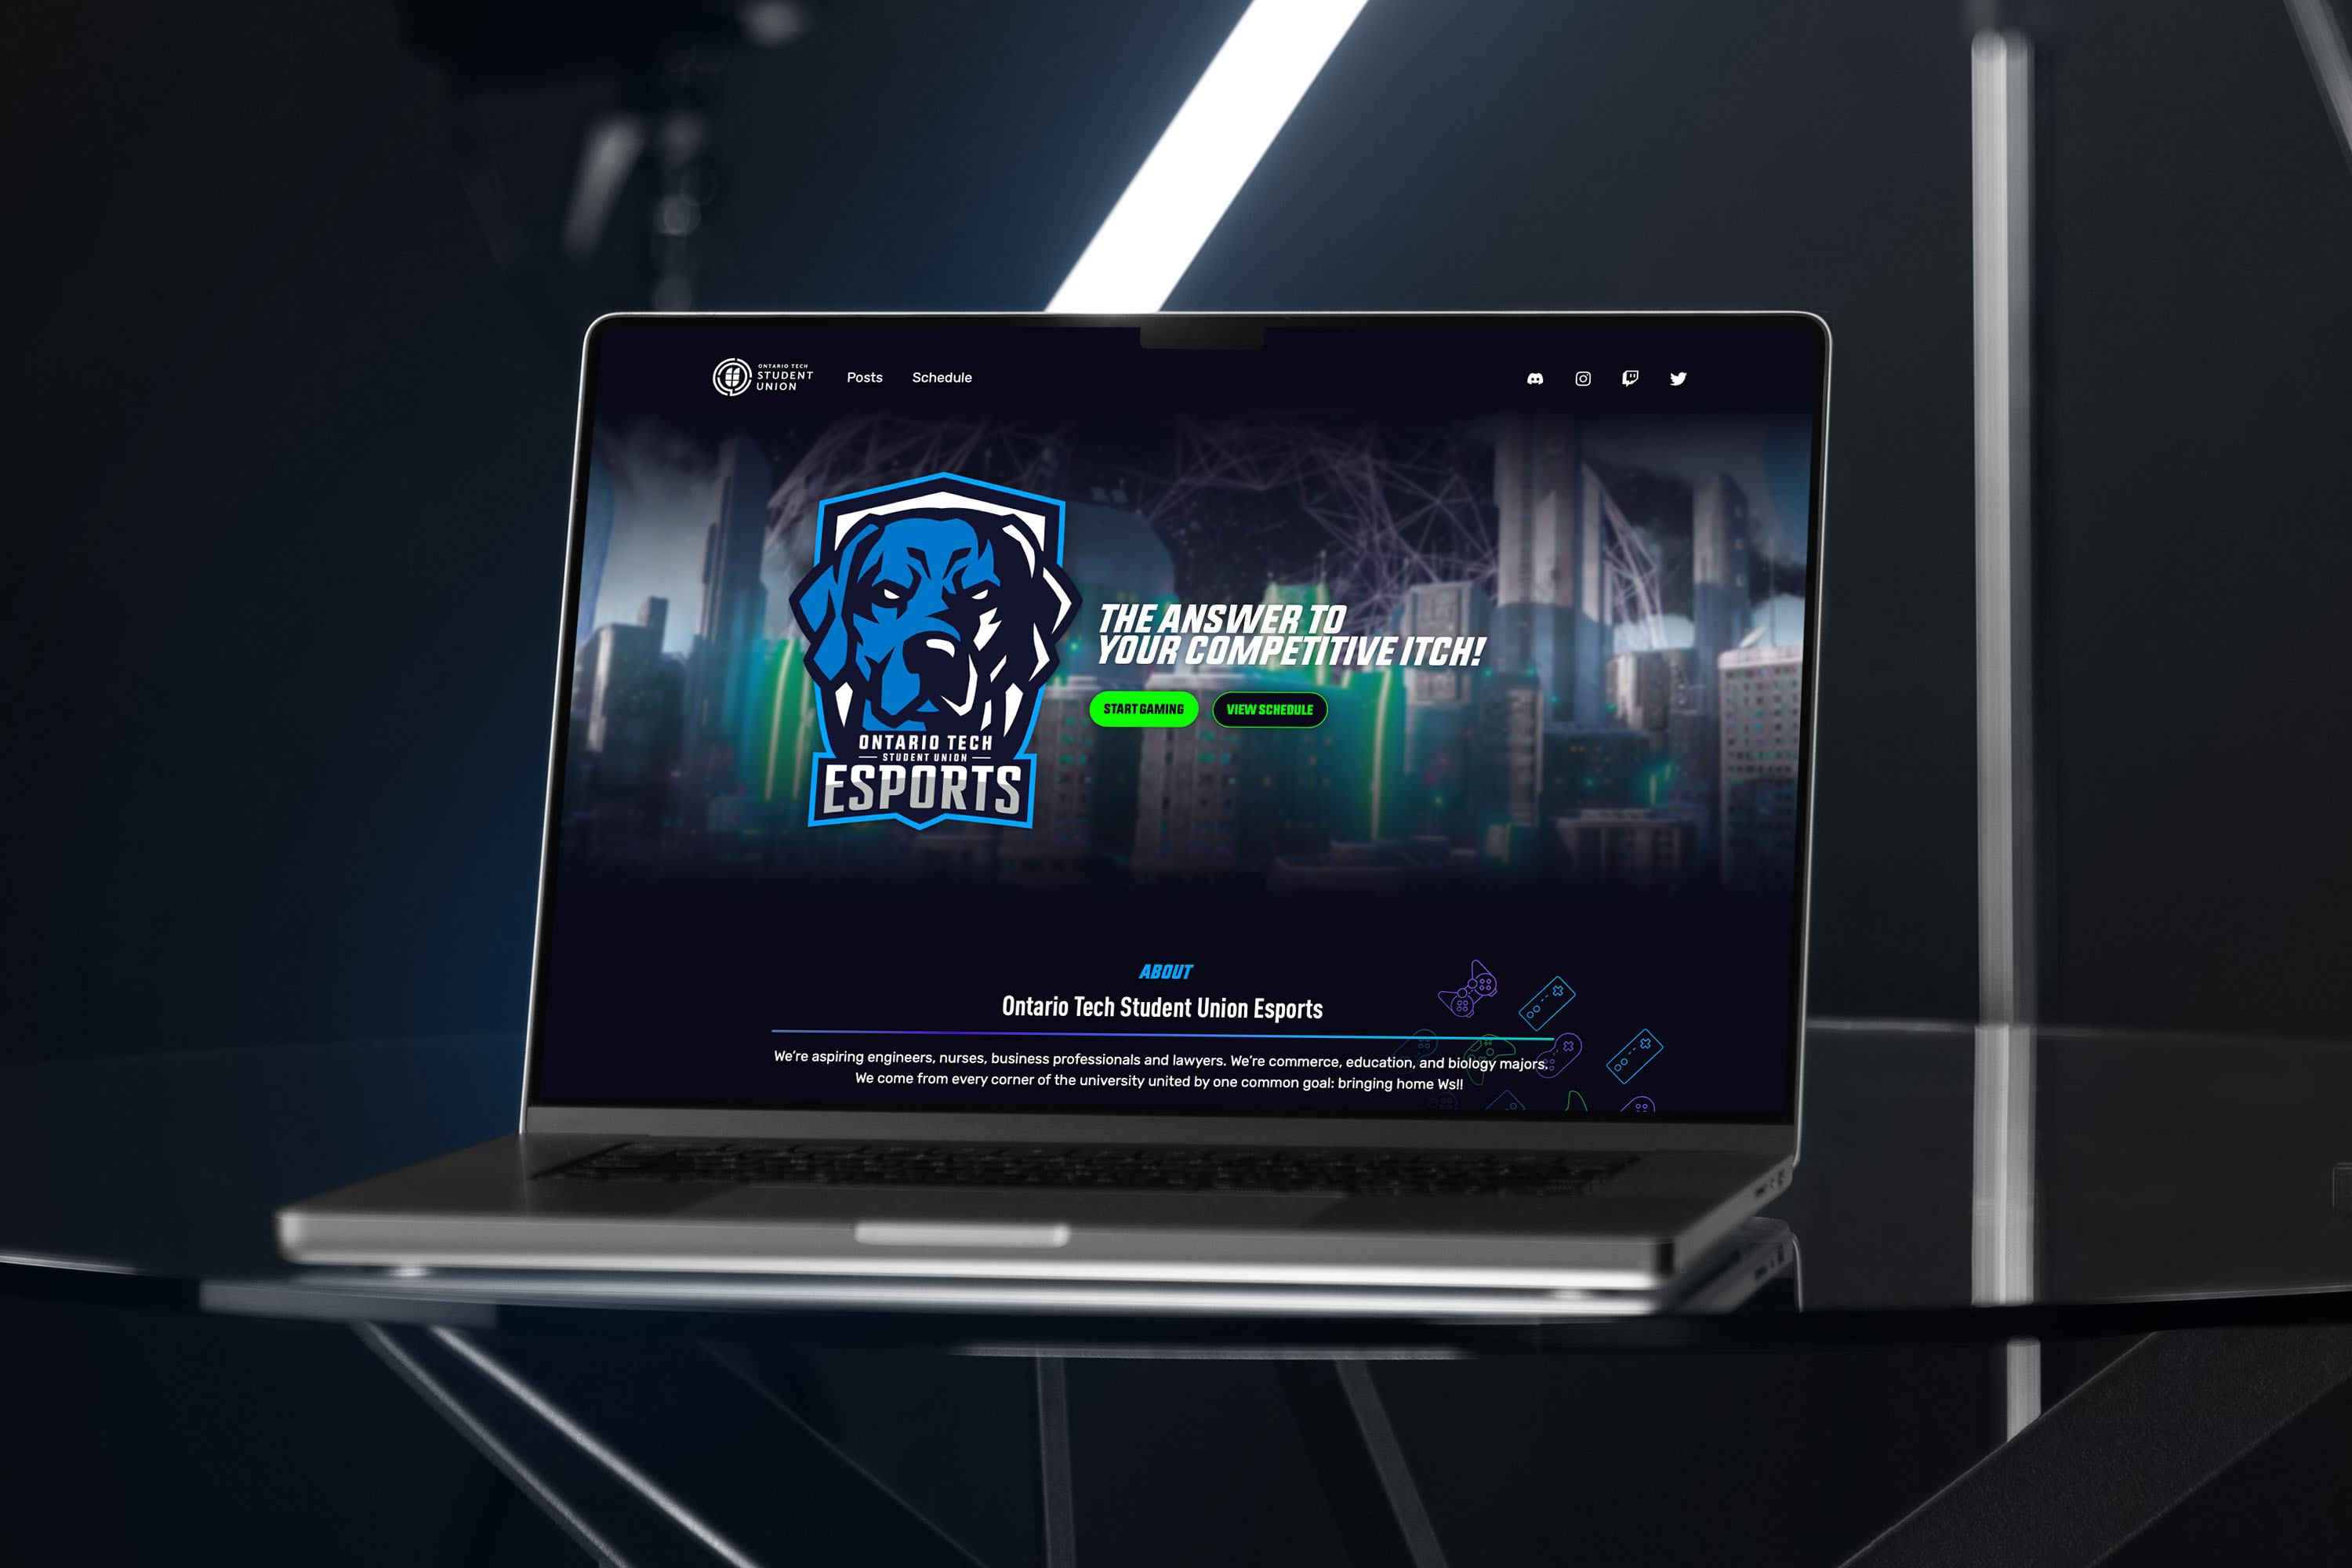 ONTARIO TECH
STUDENT
UNION
Posts
Schedule
THE ANSWER TO
YOUR COMPETITIVE ITCH!
START GAMING
VIEW SCHEDULE
ONTARIO TECH
STUDENT UNION
ESPORTS
ABOUT
Ontario Tech Student Union Esports
We're aspiring engineers, nurses, business professionals and lawyers. We're commerce, education, and biology majors.
We come from every corner of the university united by one common goal: bringing home Ws!!